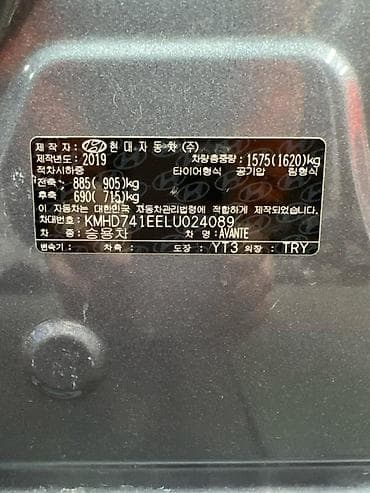 제 작 자 : 현대자동차(주)
제작년도: 2019 차량총중량: 1575(1620)kg
적차시하중 타이어형식 공기압 림형식
전축: 885( 905)kg
후축: 690( 715)kg
이 자동차는 대한민국 자동차관리법령에 적합하게 제작되었음.
차대번호: KMHD741EELU024089
차 종: 승용차 차 명: AVANTE
변속기: 차축: 도장: YT3 외장: TRY